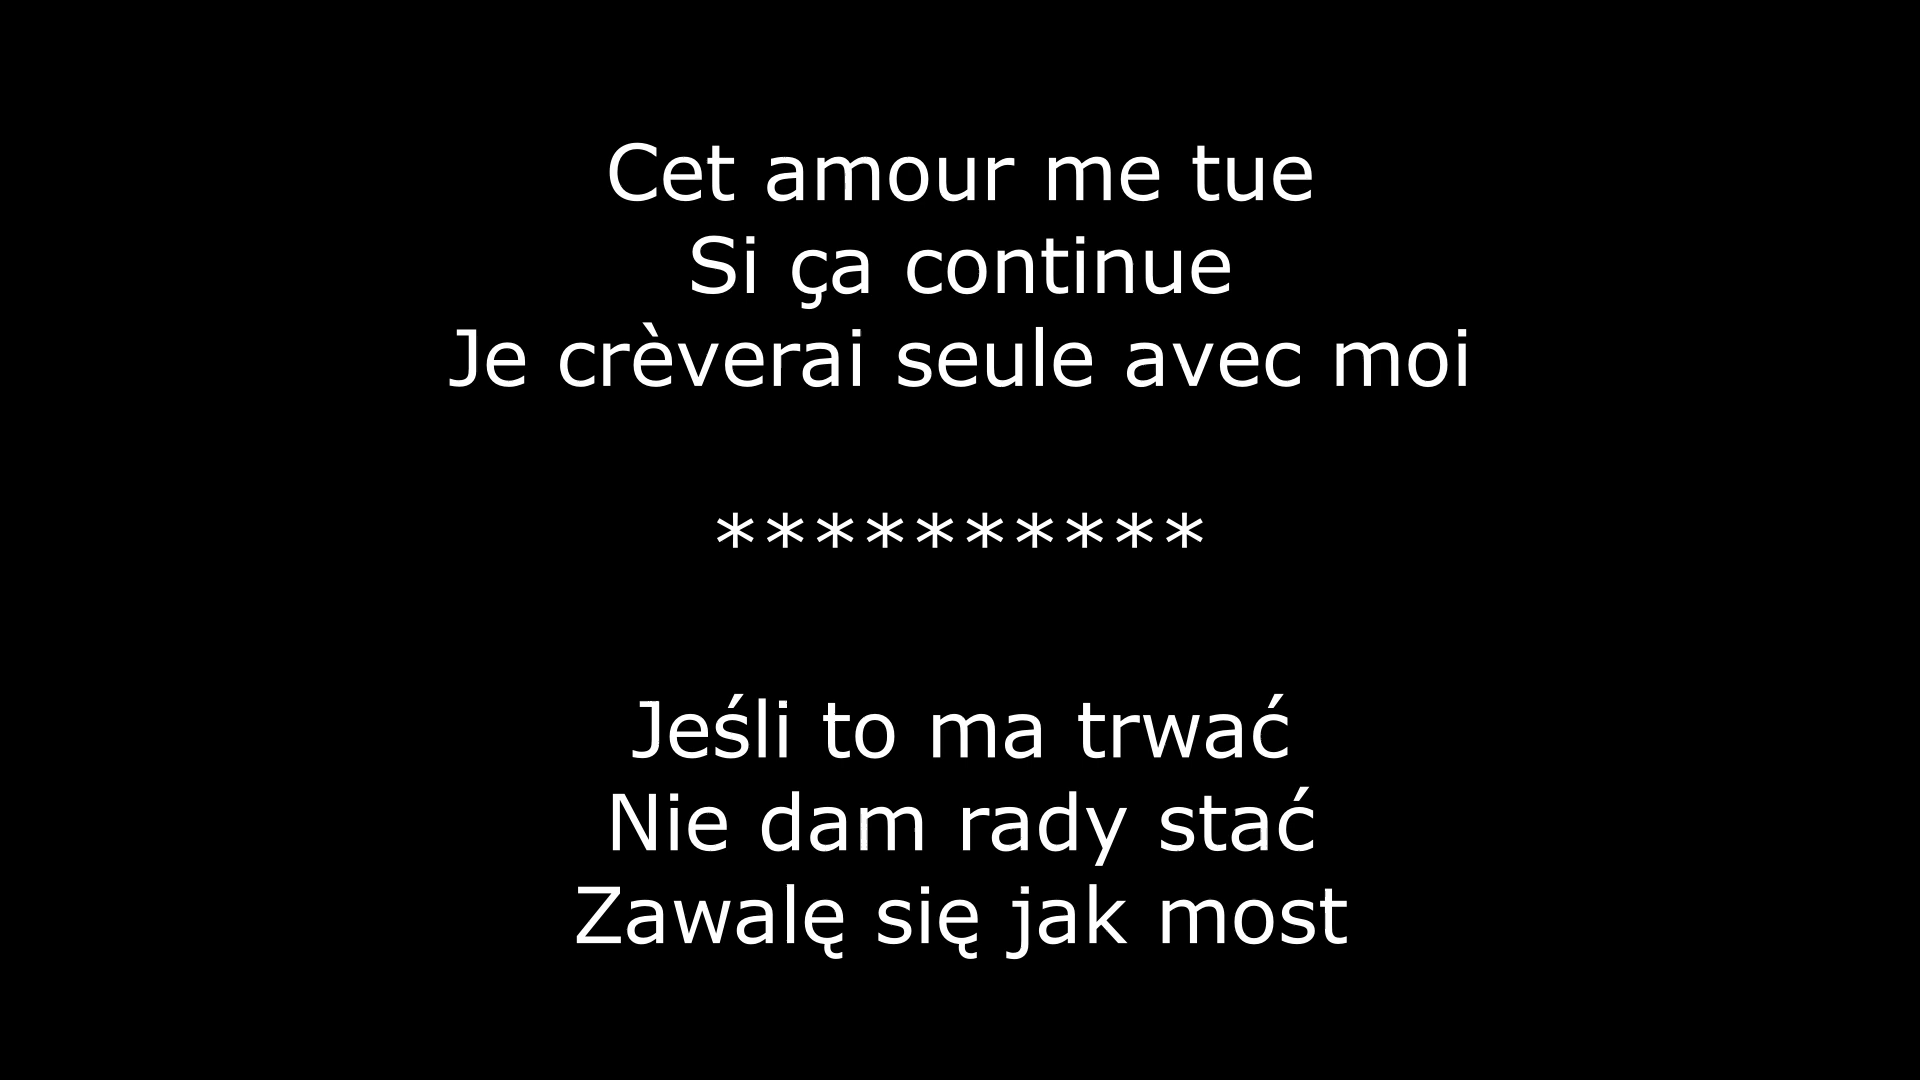 Cet amour me tue
Si ça continue
Je crèverai seule avec moi
**********
Jeśli to ma trwać
Nie dam rady stać
Zawalę się jak most